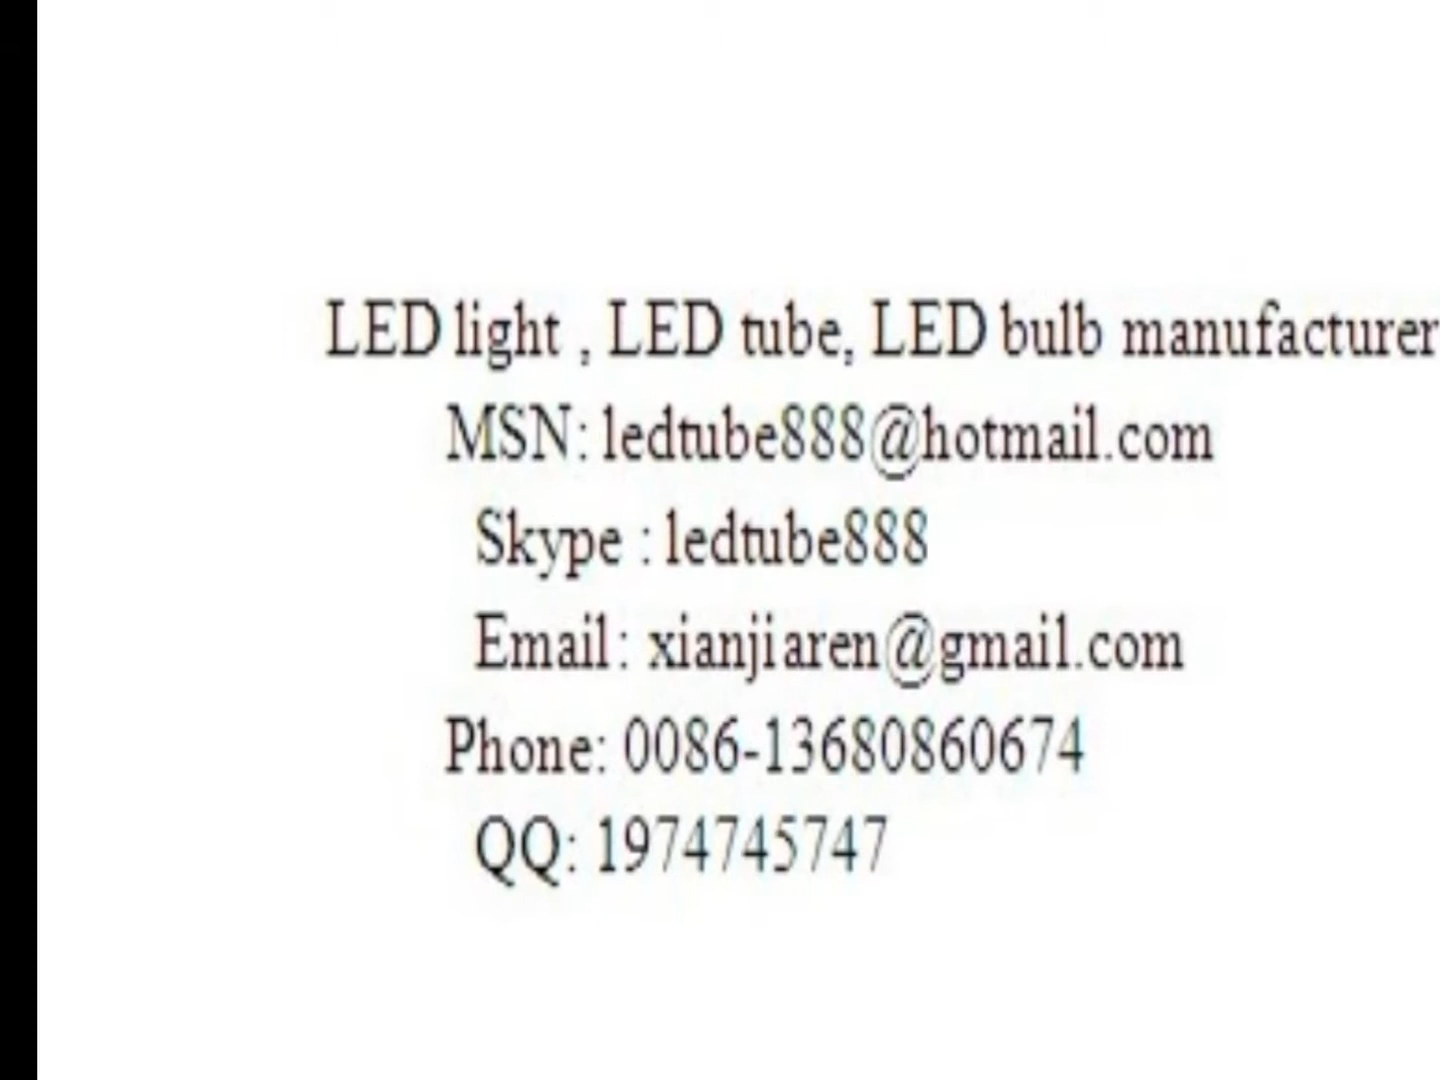 LED light , LED tube, LED bulb manufacturer
MSN: ledtube888@hotmail.com
Skype : ledtube888
Email: xianjiaren@gmail.com
Phone: 0086-13680860674
QQ: 1974745747